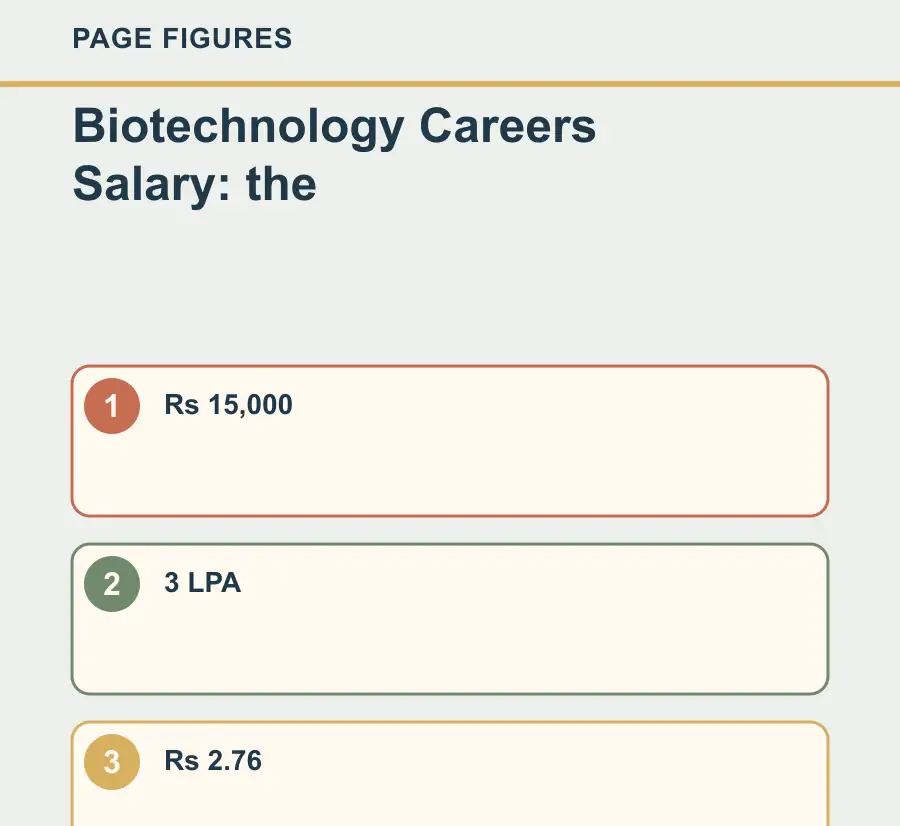 PAGE FIGURES
Biotechnology Careers
Salary: the
1 Rs 15,000
2 3 LPA
3 Rs 2.76